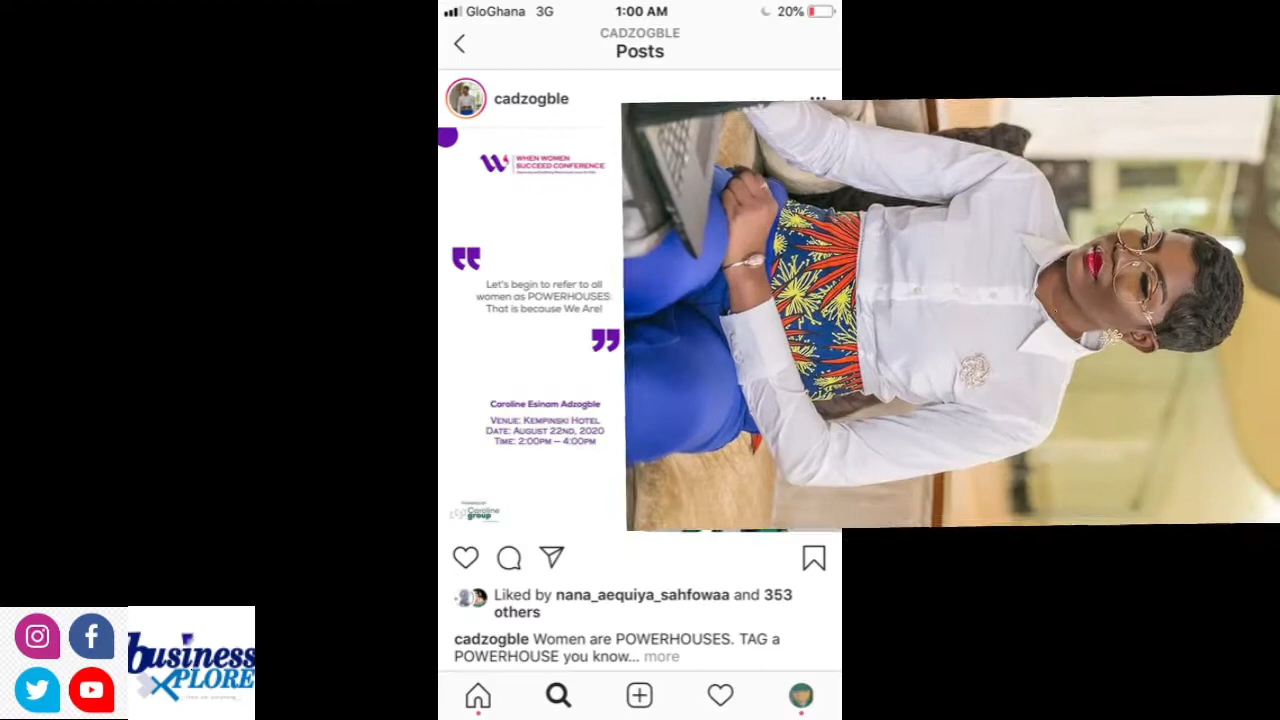 GloGhana 3G 1:00 AM 20%
CADZOGBLE
Posts
cadzogble
WHEN WOMEN
SUCCEED CONFERENCE
Let's begin to refer to all
women as POWERHOUSES.
That is because We Are!
Caroline Esinam Adzogble
VENUE: KEMPINSKI HOTEL
DATE: AUGUST 22ND, 2020
TIME: 2:00PM – 4:00PM
POWERED BY
Caroline
group
Liked by nana_aequiya_sahfowaa and 353
others
cadzogble Women are POWERHOUSES. TAG a
POWERHOUSE you know... more
business
XPLORE